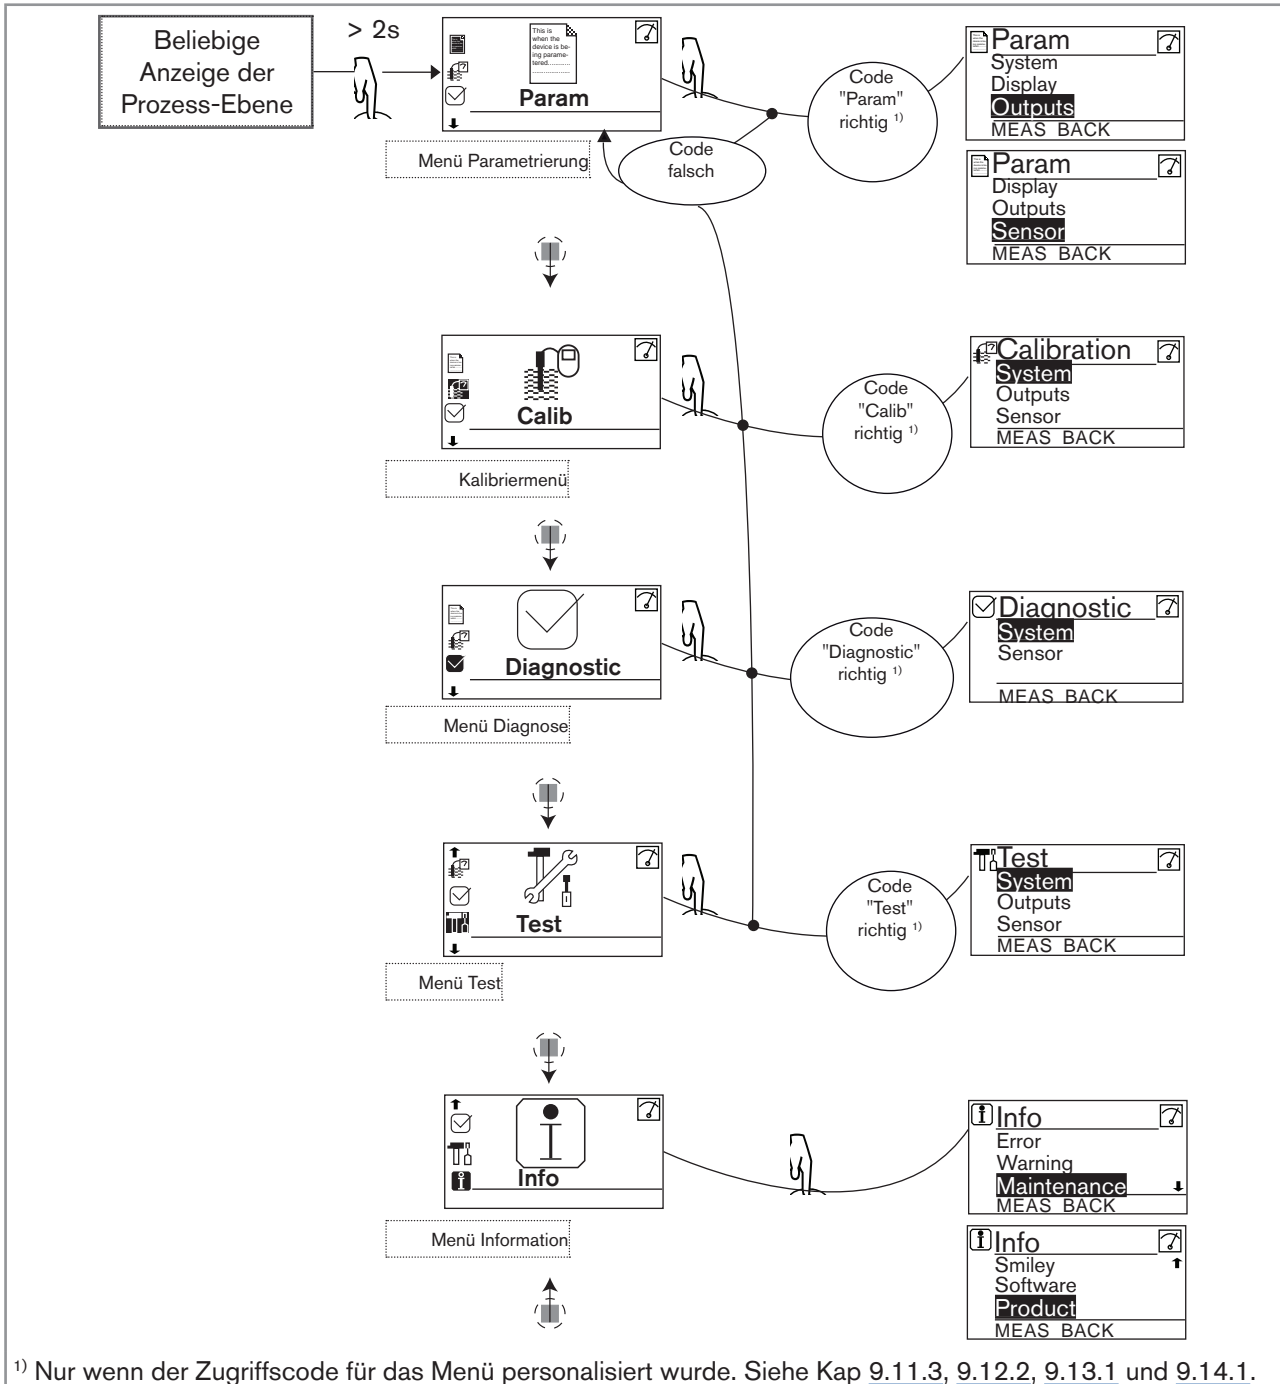 Beliebige
Anzeige der
Prozess-Ebene
> 2s
This is
when the
device is be-
ing parame-
tered...........
Param
Menü Parametrierung
Code
falsch
Code
"Param"
richtig 1)
Param
System
Display
Outputs
MEAS BACK
Param
Display
Outputs
Sensor
MEAS BACK
Calib
Kalibriermenü
Code
"Calib"
richtig 1)
Calibration
System
Outputs
Sensor
MEAS BACK
Diagnostic
Menü Diagnose
Code
"Diagnostic"
richtig 1)
Diagnostic
System
Sensor
MEAS BACK
Test
Menü Test
Code
"Test"
richtig 1)
Test
System
Outputs
Sensor
MEAS BACK
Info
Menü Information
Info
Error
Warning
Maintenance
MEAS BACK
Info
Smiley
Software
Product
MEAS BACK
1) Nur wenn der Zugriffscode für das Menü personalisiert wurde. Siehe Kap 9.11.3, 9.12.2, 9.13.1 und 9.14.1.